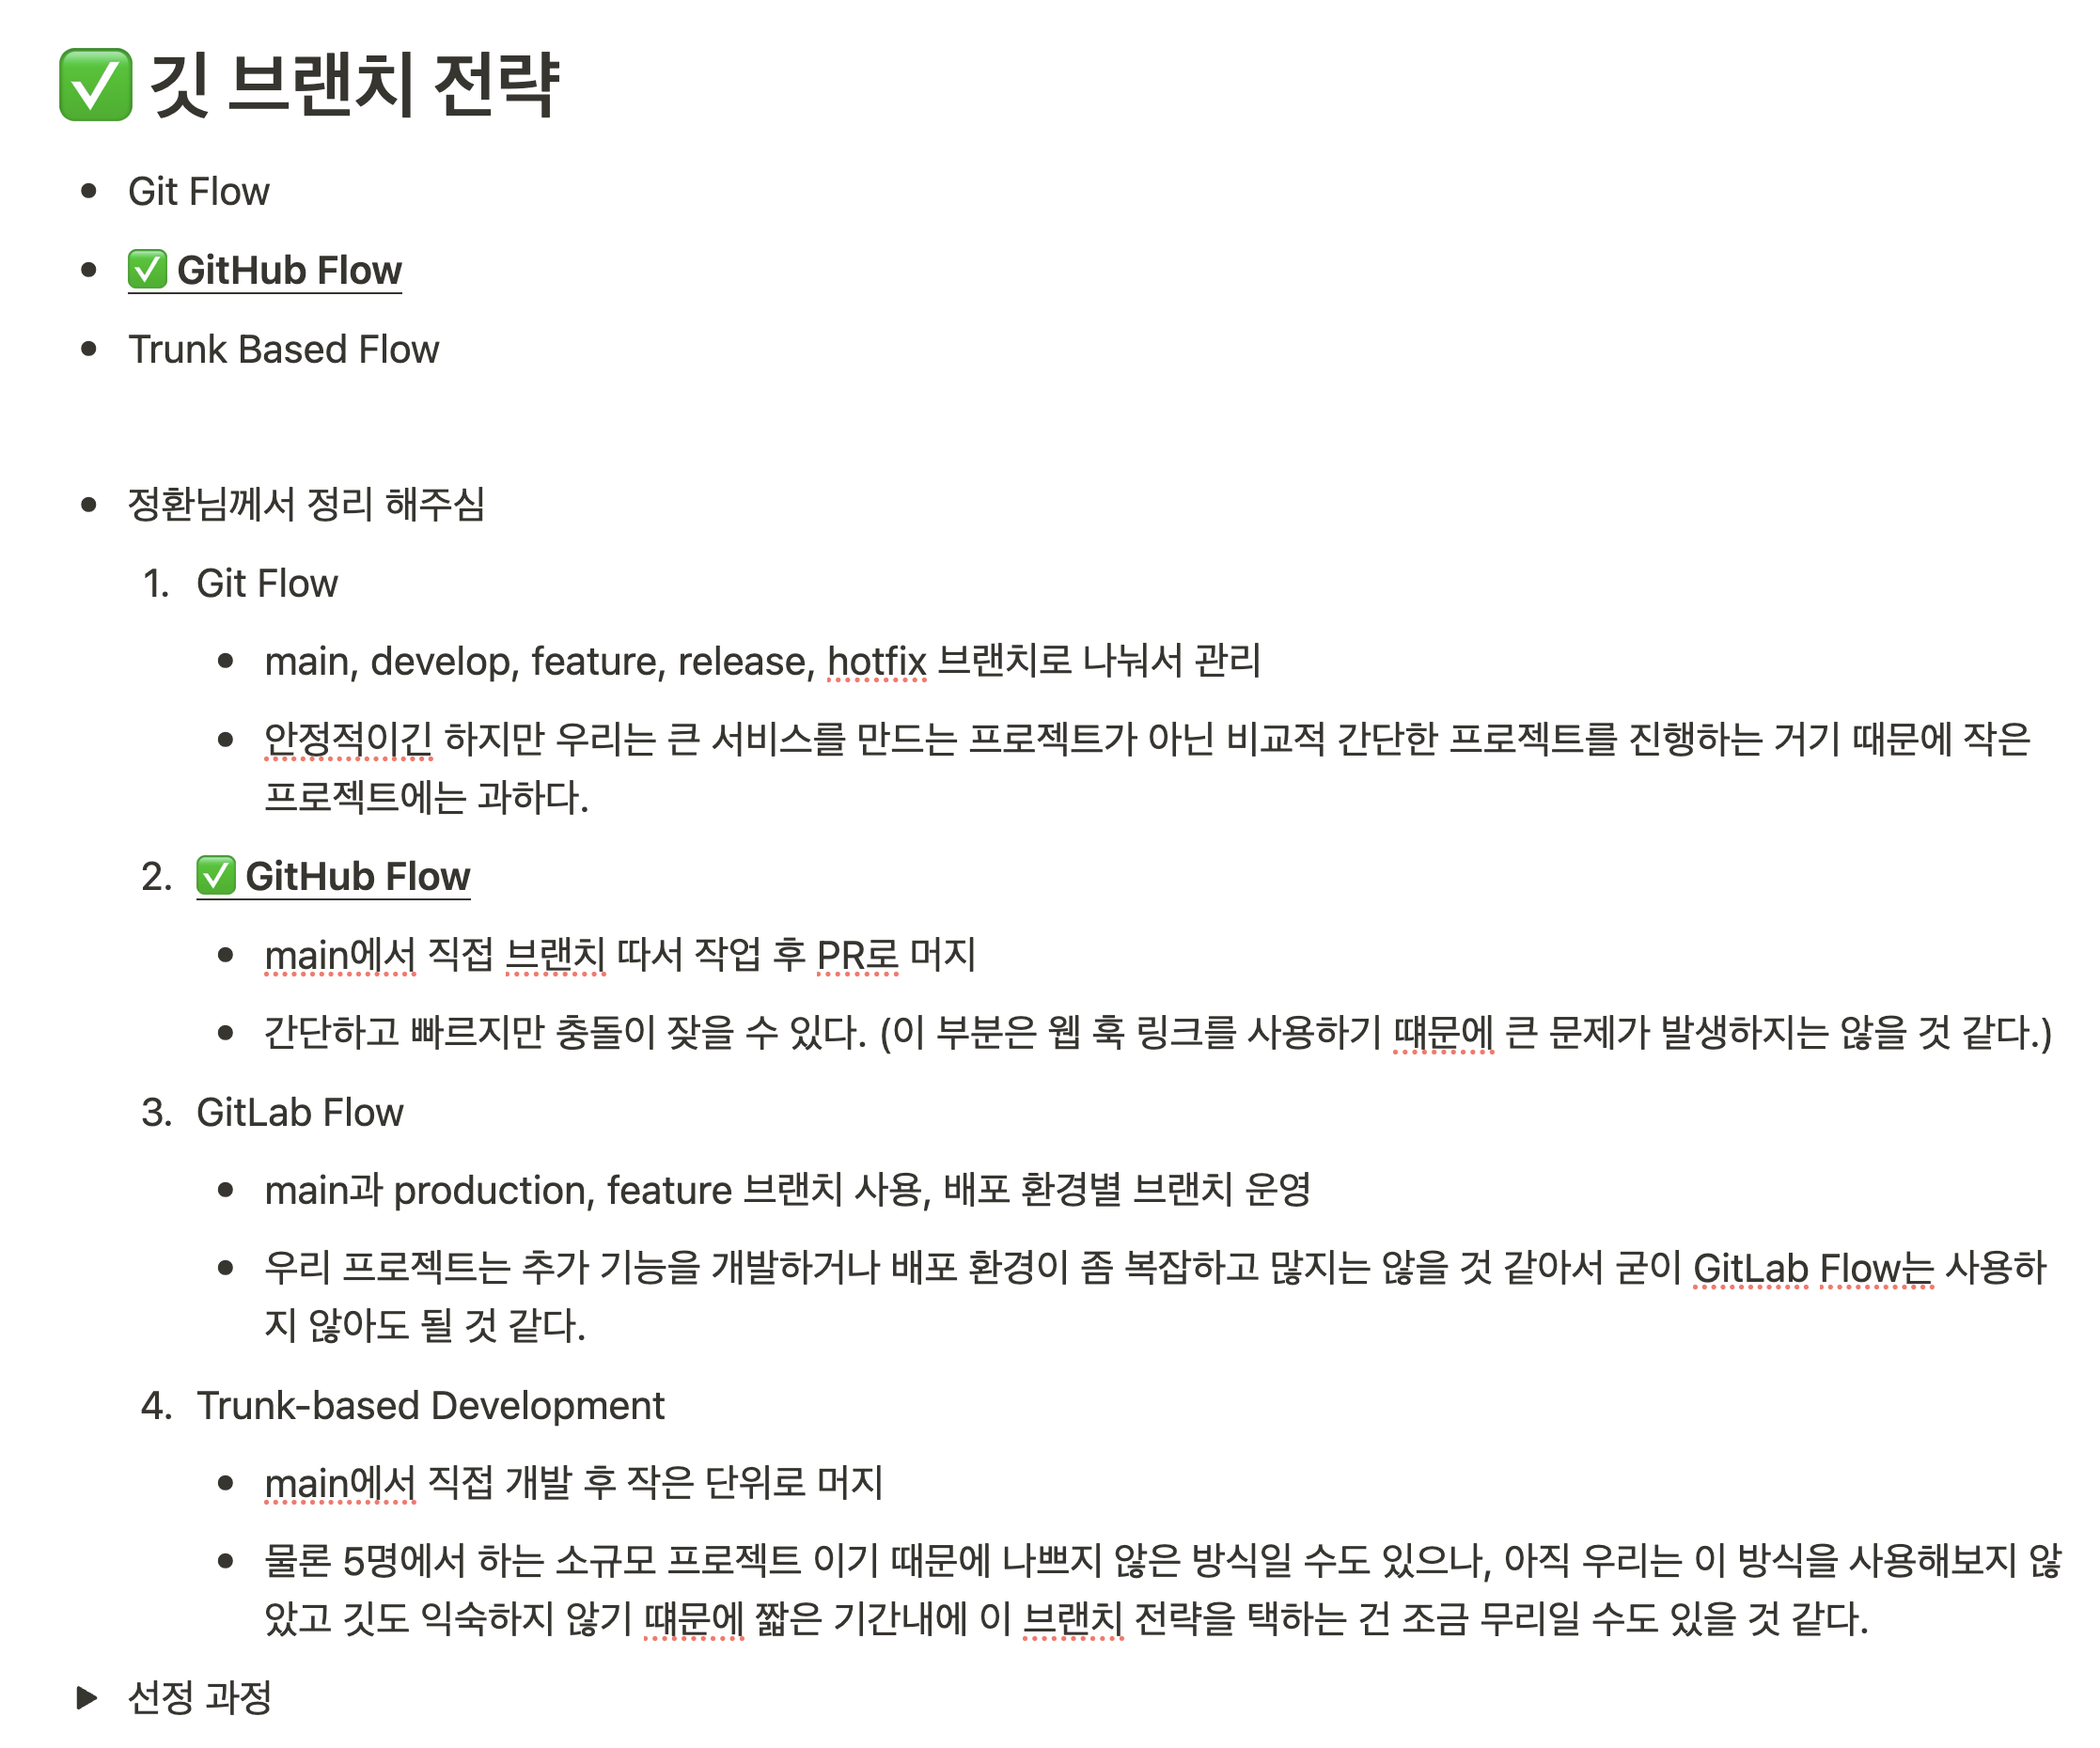 ✅ 깃 브랜치 전략
• Git Flow
• ✅ GitHub Flow
• Trunk Based Flow
• 정환님께서 정리 해주심
1. Git Flow
• main, develop, feature, release, hotfix 브랜치로 나눠서 관리
• 안정적이긴 하지만 우리는 큰 서비스를 만드는 프로젝트가 아닌 비교적 간단한 프로젝트를 진행하는 거기 때문에 작은
프로젝트에는 과하다.
2. ✅ GitHub Flow
• main에서 직접 브랜치 따서 작업 후 PR로 머지
• 간단하고 빠르지만 충돌이 잦을 수 있다. (이 부분은 웹 훅 링크를 사용하기 떄문에 큰 문제가 발생하지는 않을 것 같다.)
3. GitLab Flow
• main과 production, feature 브랜치 사용, 배포 환경별 브랜치 운영
• 우리 프로젝트는 추가 기능을 개발하거나 배포 환경이 좀 복잡하고 많지는 않을 것 같아서 굳이 GitLab Flow는 사용하
지 않아도 될 것 같다.
4. Trunk-based Development
• main에서 직접 개발 후 작은 단위로 머지
• 물론 5명에서 하는 소규모 프로젝트 이기 때문에 나쁘지 않은 방식일 수도 있으나, 아직 우리는 이 방식을 사용해보지 않
았고 깃도 익숙하지 않기 떄문에 짧은 기간내에 이 브랜치 전략을 택하는 건 조금 무리일 수도 있을 것 같다.
▶ 선정 과정